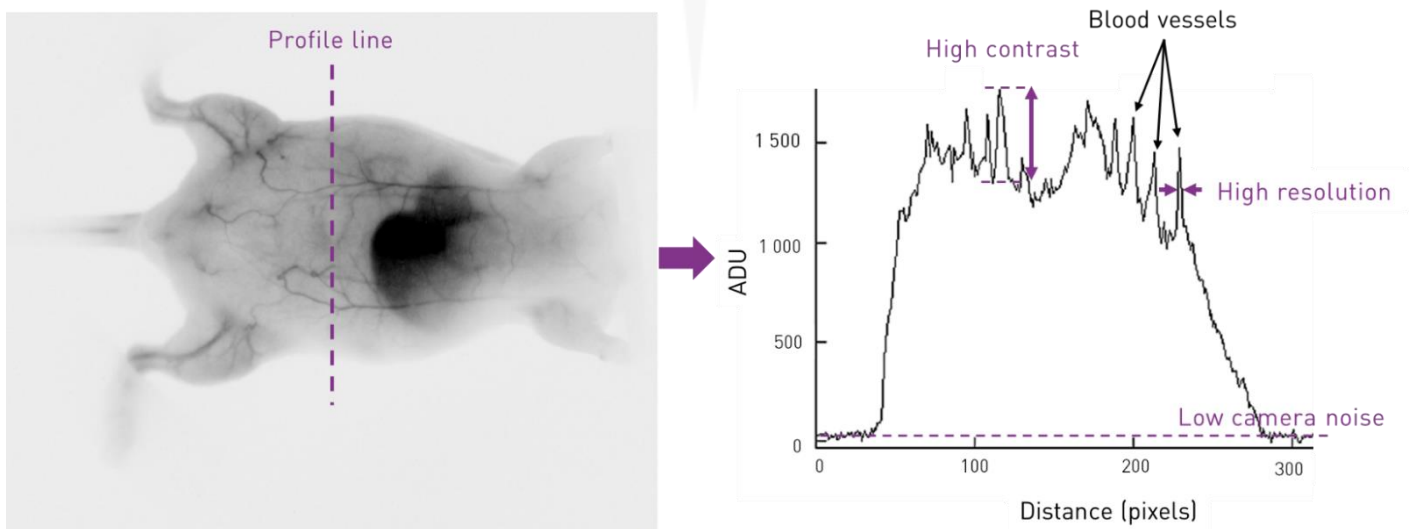 Profile line
Blood vessels
High contrast
High resolution
Low camera noise
ADU
1 500
1 000
500
0
0
100
200
300
Distance (pixels)